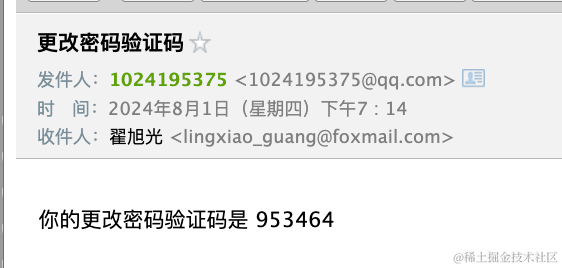 更改密码验证码
发件人：1024195375 <1024195375@qq.com>
时 间：2024年8月1日（星期四）下午7：14
收件人：翟旭光 <lingxiao_guang@foxmail.com>
你的更改密码验证码是 953464
@稀土掘金技术社区